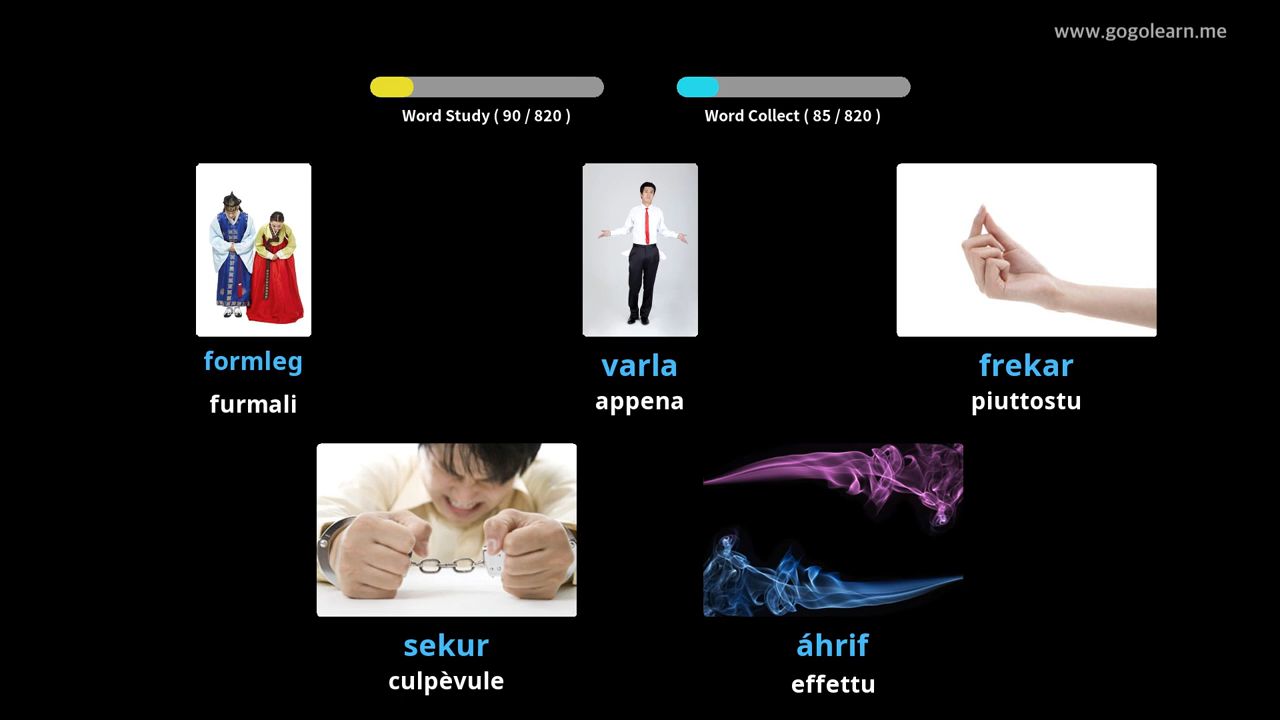 www.gogolearn.me
Word Study ( 90 / 820 )
Word Collect ( 85 / 820 )
formleg
furmali
varla
appena
frekar
piuttostu
sekur
culpèvule
áhrif
effettu